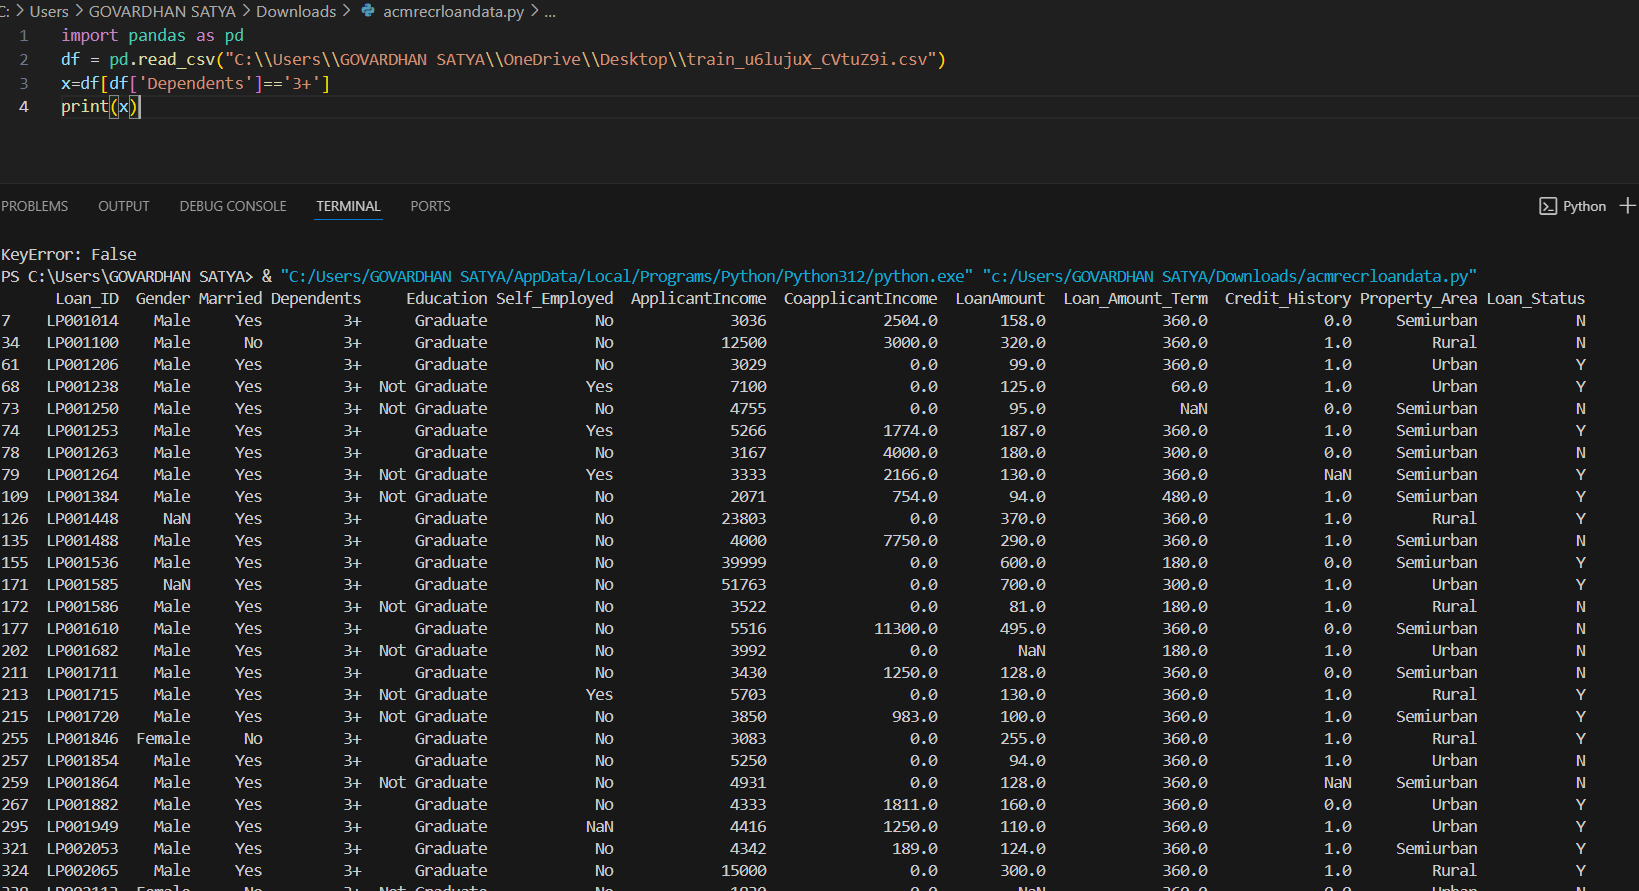 C: > Users > GOVARDHAN SATYA > Downloads > acmrecrloandata.py > ...
1 import pandas as pd
2 df = pd.read_csv("C:\\Users\\GOVARDHAN SATYA\\OneDrive\\Desktop\\train_u6lujuX_CVtuZ9i.csv")
3 x=df[df['Dependents']=='3+']
4 print(x)
PROBLEMS OUTPUT DEBUG CONSOLE TERMINAL PORTS Python
KeyError: False
PS C:\Users\GOVARDHAN SATYA> & "C:/Users/GOVARDHAN SATYA/AppData/Local/Programs/Python/Python312/python.exe" "c:/Users/GOVARDHAN SATYA/Downloads/acmrecrloandata.py"
Loan_ID Gender Married Dependents Education Self_Employed ApplicantIncome CoapplicantIncome LoanAmount Loan_Amount_Term Credit_History Property_Area Loan_Status
7 LP001014 Male Yes 3+ Graduate No 3036 2504.0 158.0 360.0 0.0 Semiurban N
34 LP001100 Male No 3+ Graduate No 12500 3000.0 320.0 360.0 1.0 Rural N
61 LP001206 Male Yes 3+ Graduate No 3029 0.0 99.0 360.0 1.0 Urban Y
68 LP001238 Male Yes 3+ Not Graduate Yes 7100 0.0 125.0 60.0 1.0 Urban Y
73 LP001250 Male Yes 3+ Not Graduate No 4755 0.0 95.0 NaN 0.0 Semiurban N
74 LP001253 Male Yes 3+ Graduate Yes 5266 1774.0 187.0 360.0 1.0 Semiurban Y
78 LP001263 Male Yes 3+ Graduate No 3167 4000.0 180.0 300.0 0.0 Semiurban N
79 LP001264 Male Yes 3+ Not Graduate Yes 3333 2166.0 130.0 360.0 NaN Semiurban Y
109 LP001384 Male Yes 3+ Not Graduate No 2071 754.0 94.0 480.0 1.0 Semiurban Y
126 LP001448 NaN Yes 3+ Graduate No 23803 0.0 370.0 360.0 1.0 Rural Y
135 LP001488 Male Yes 3+ Graduate No 4000 7750.0 290.0 360.0 1.0 Semiurban N
155 LP001536 Male Yes 3+ Graduate No 39999 0.0 600.0 180.0 0.0 Semiurban Y
171 LP001585 NaN Yes 3+ Graduate No 51763 0.0 700.0 300.0 1.0 Urban Y
172 LP001586 Male Yes 3+ Not Graduate No 3522 0.0 81.0 180.0 1.0 Rural N
177 LP001610 Male Yes 3+ Graduate No 5516 11300.0 495.0 360.0 0.0 Semiurban N
202 LP001682 Male Yes 3+ Not Graduate No 3992 0.0 NaN 180.0 1.0 Urban N
211 LP001711 Male Yes 3+ Graduate No 3430 1250.0 128.0 360.0 0.0 Semiurban N
213 LP001715 Male Yes 3+ Not Graduate Yes 5703 0.0 130.0 360.0 1.0 Rural Y
215 LP001720 Male Yes 3+ Not Graduate No 3850 983.0 100.0 360.0 1.0 Semiurban Y
255 LP001846 Female No 3+ Graduate No 3083 0.0 255.0 360.0 1.0 Rural Y
257 LP001854 Male Yes 3+ Graduate No 5250 0.0 94.0 360.0 1.0 Urban N
259 LP001864 Male Yes 3+ Not Graduate No 4931 0.0 128.0 360.0 NaN Semiurban N
267 LP001882 Male Yes 3+ Graduate No 4333 1811.0 160.0 360.0 0.0 Urban Y
295 LP001949 Male Yes 3+ Graduate NaN 4416 1250.0 110.0 360.0 1.0 Urban Y
321 LP002053 Male Yes 3+ Graduate No 4342 189.0 124.0 360.0 1.0 Semiurban Y
324 LP002065 Male Yes 3+ Graduate No 15000 0.0 300.0 360.0 1.0 Rural Y